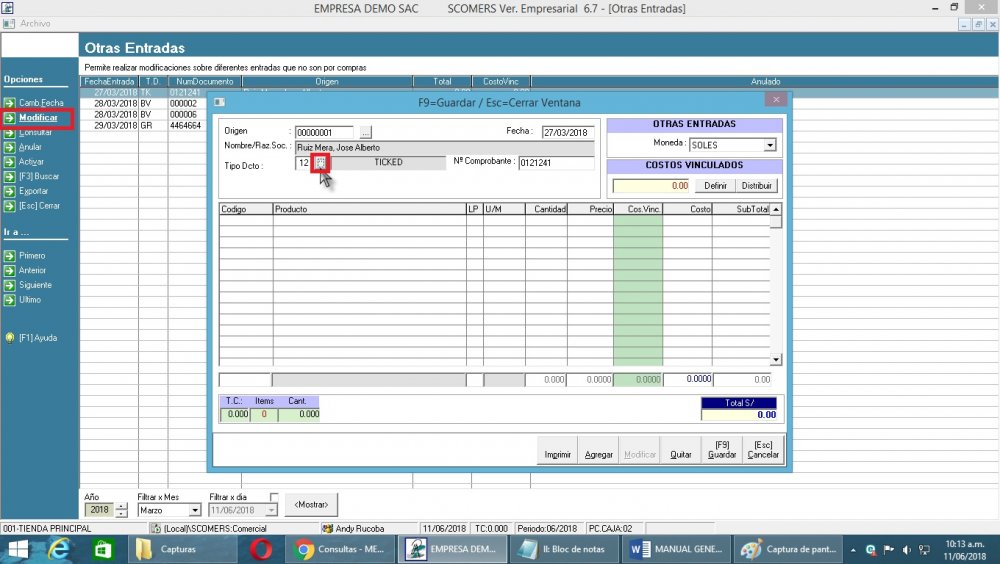 EMPRESA DEMO SAC SCOMERS Ver. Empresarial 6.7 - [Otras Entradas]
Archivo
Otras Entradas
Permite realizar modificaciones sobre diferentes entradas que no son por compras
Opciones
Camb.Fecha
Modificar
Consultar
Anular
Activar
[F3] Buscar
Exportar
[Esc] Cerrar
Ir a ...
Primero
Anterior
Siguiente
Ultimo
[F1] Ayuda
FechaEntrada T.D. NumDocumento Origen Total CostoVinc Anulado
27/03/2018 TK 0121241
28/03/2018 BV 000002
28/03/2018 BV 000006
29/03/2018 GR 4464664
F9=Guardar / Esc=Cerrar Ventana
Origen : 00000001 ... Fecha : 27/03/2018
Nombre/Raz.Soc. : Ruiz Mera, Jose Alberto
Tipo Dcto : 12 TICKED Nº Comprobante : 0121241
OTRAS ENTRADAS
Moneda : SOLES
COSTOS VINCULADOS
0.00 Definir Distribuir
Codigo Producto LP U/M Cantidad Precio Cos.Vinc. Costo SubTotal
0.000 0.0000 0.0000 0.0000 0.00
T.C.: Items Cant.
0.000 0 0.000
Total S/
0.00
Imprimir Agregar Modificar Quitar [F9] Guardar [Esc] Cancelar
Año Filtrar x Mes Filtrar x dia
2018 Marzo 11/06/2018 <Mostrar>
001-TIENDA PRINCIPAL (Local)\SCOMERS:Comercial Andy Rucoba 11/06/2018 TC:0.000 Periodo:06/2018 PC.CAJA:02
Capturas Consultas - ME... EMPRESA DEM... II: Bloc de notas MANUAL GENE... Captura de pant... 10:13 a.m.
11/06/2018